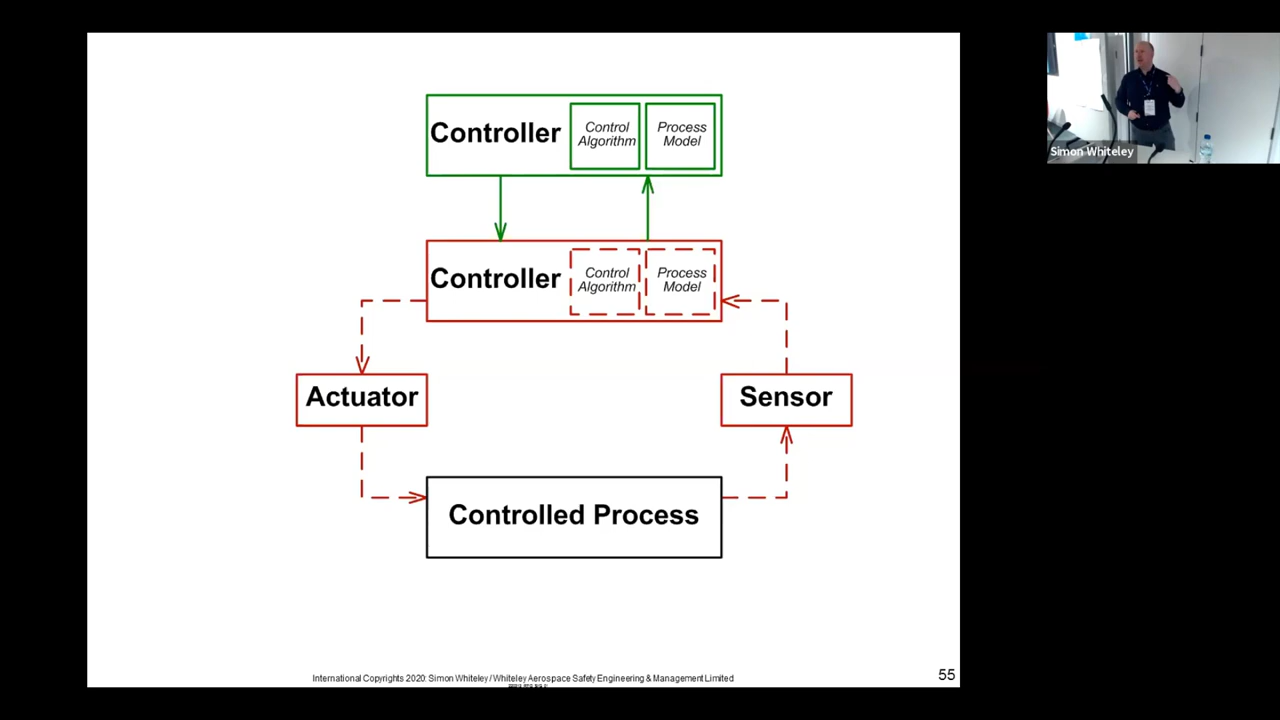 Controller
Control
Algorithm
Process
Model
Controller
Control
Algorithm
Process
Model
Actuator
Sensor
Controlled Process
International Copyrights 2020: Simon Whiteley / Whiteley Aerospace Safety Engineering & Management Limited
55
Simon Whiteley